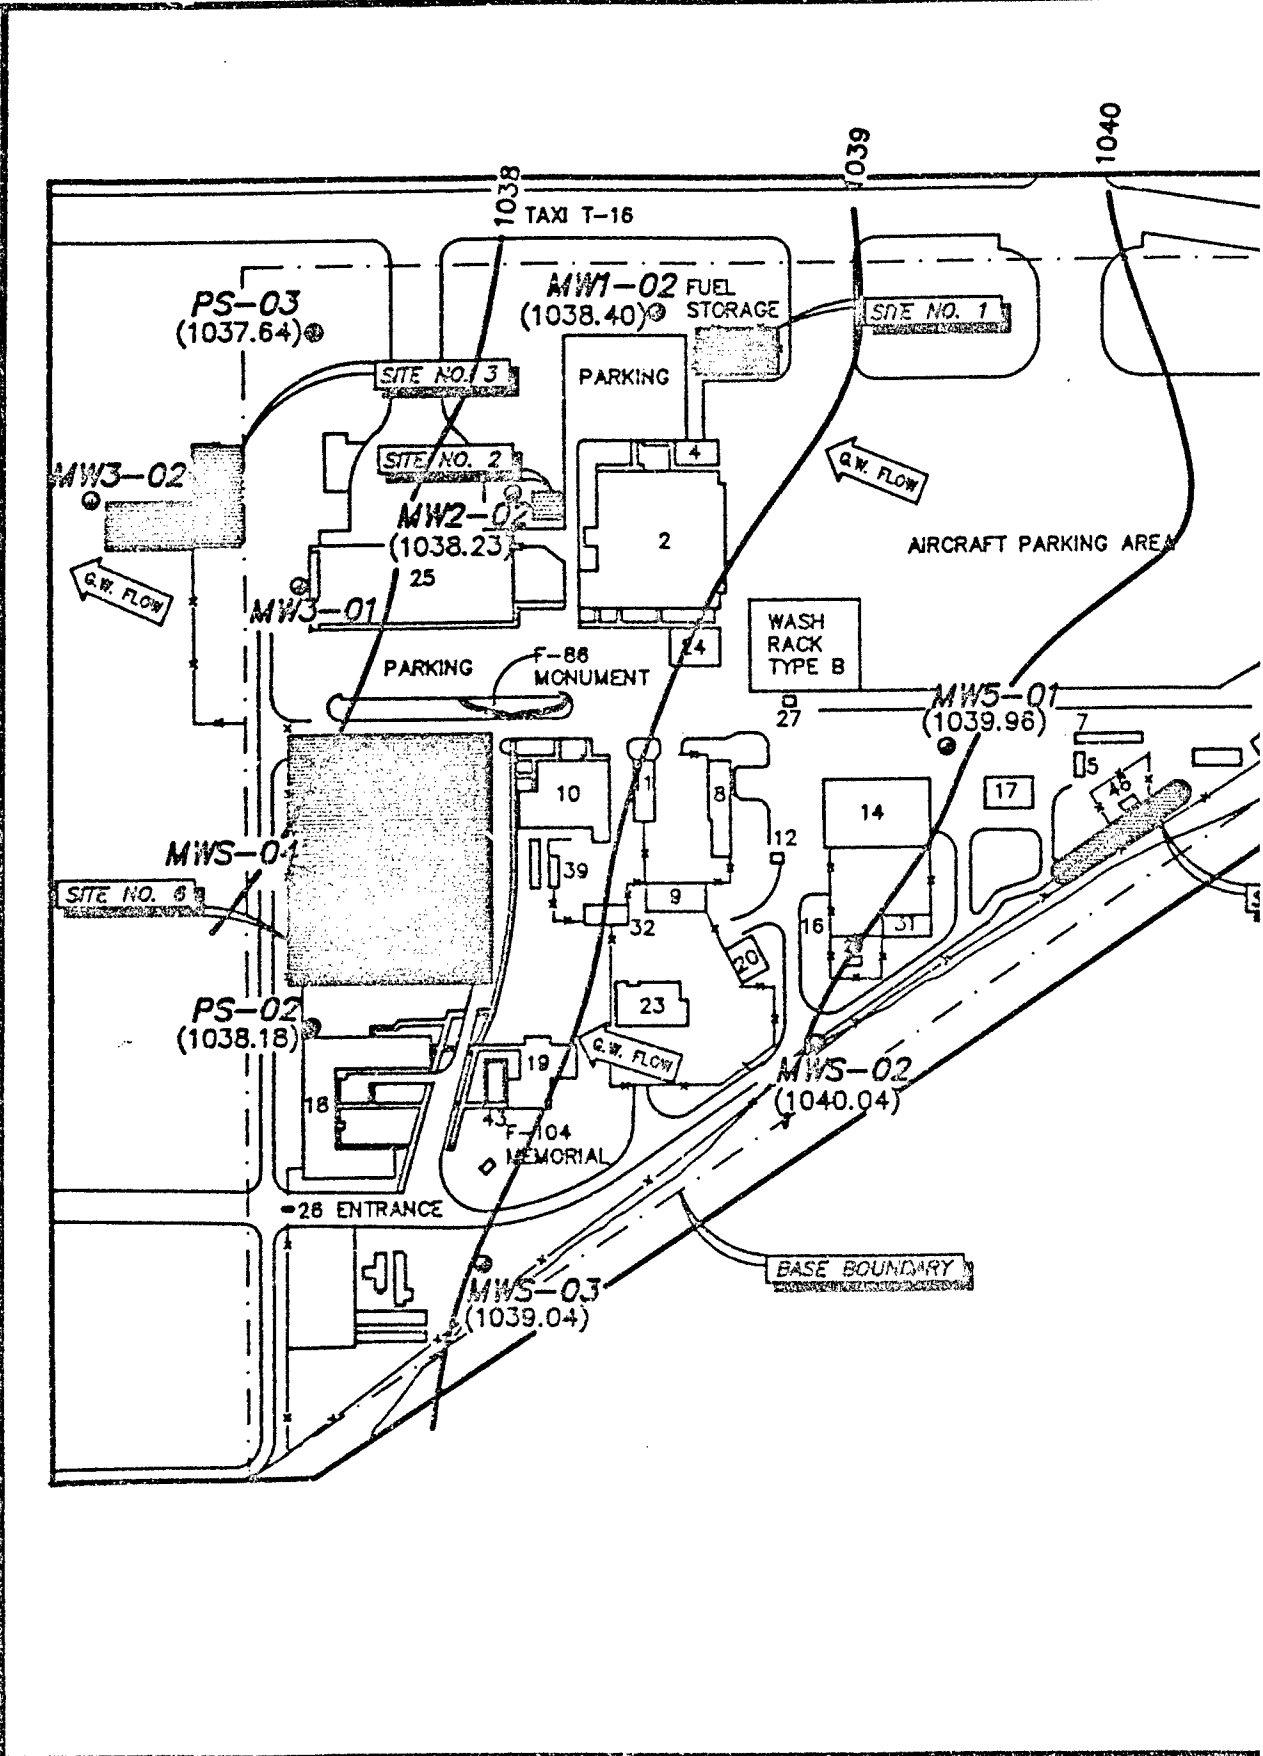 1038
1039
1040
TAXI T-16
PS-03
(1037.64)
MW1-02
(1038.40)
FUEL
STORAGE
SITE NO. 1
SITE NO. 3
PARKING
4
MW3-02
SITE NO. 2
G.W. FLOW
MW2-02
(1038.23)
25
2
AIRCRAFT PARKING AREA
G.W. FLOW
MW3-01
WASH
RACK
TYPE B
24
PARKING
F-86
MONUMENT
27
MW5-01
(1039.96)
7
5
46
17
10
1
8
14
12
39
MWS-01
SITE NO. 6
9
32
16
31
20
23
PS-02
(1038.18)
19
G.W. FLOW
MWS-02
(1040.04)
18
43
F-104
MEMORIAL
26 ENTRANCE
BASE BOUNDARY
MWS-03
(1039.04)